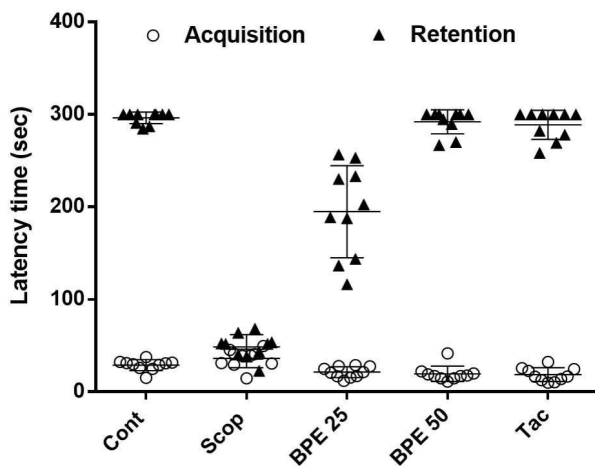 Acquisition Retention
Latency time (sec)
400
300
200
100
0
Cont
Scop
BPE 25
BPE 50
Tac